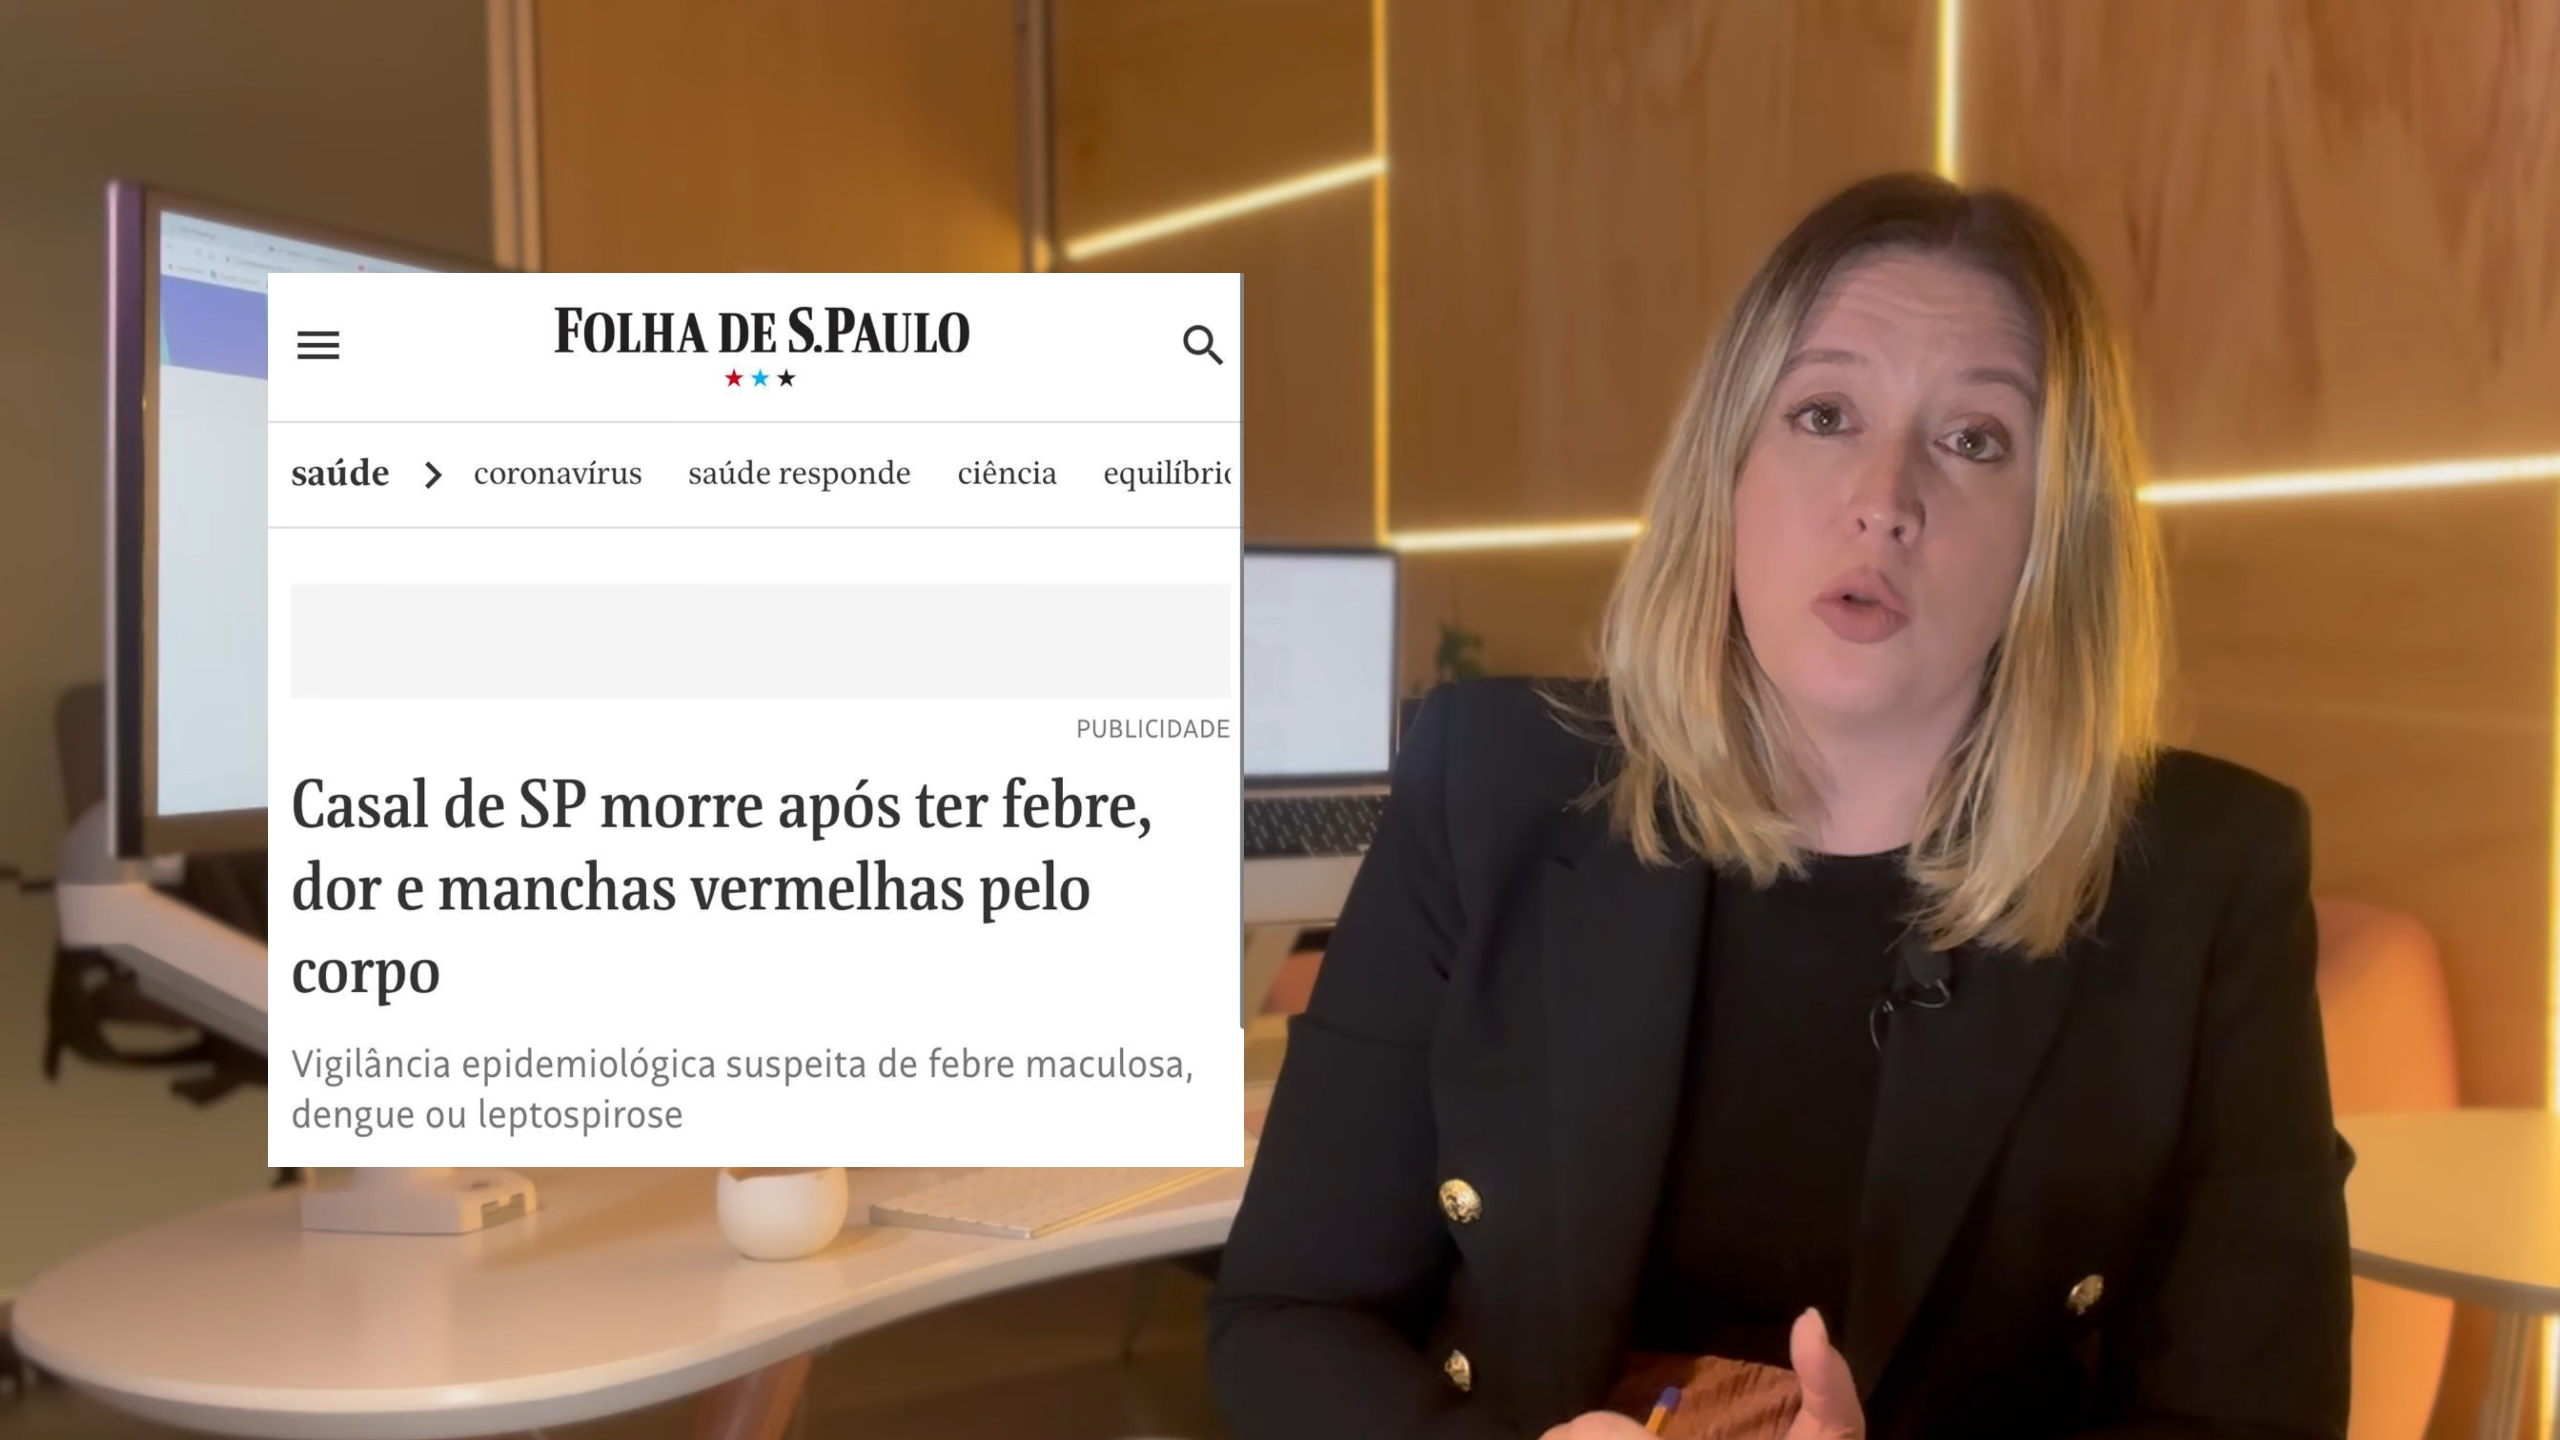 FOLHA DE S.PAULO
saúde coronavírus saúde responde ciência equilíbric
PUBLICIDADE
Casal de SP morre após ter febre,
dor e manchas vermelhas pelo
corpo
Vigilância epidemiológica suspeita de febre maculosa,
dengue ou leptospirose